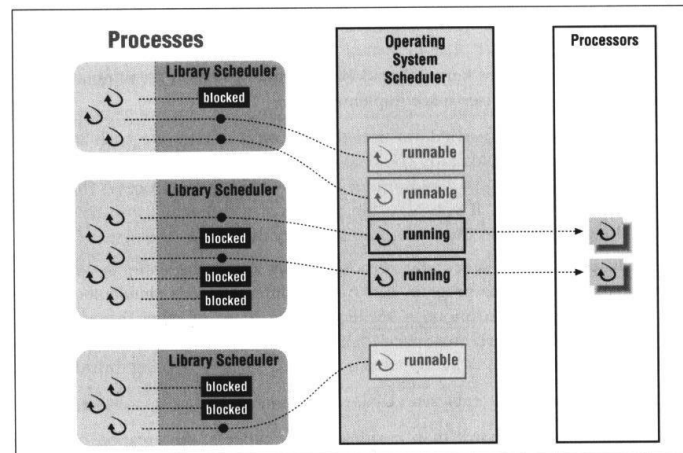 Processes
Library Scheduler
blocked
Library Scheduler
blocked
blocked
blocked
Library Scheduler
blocked
blocked
Operating
System
Scheduler
runnable
runnable
running
running
runnable
Processors